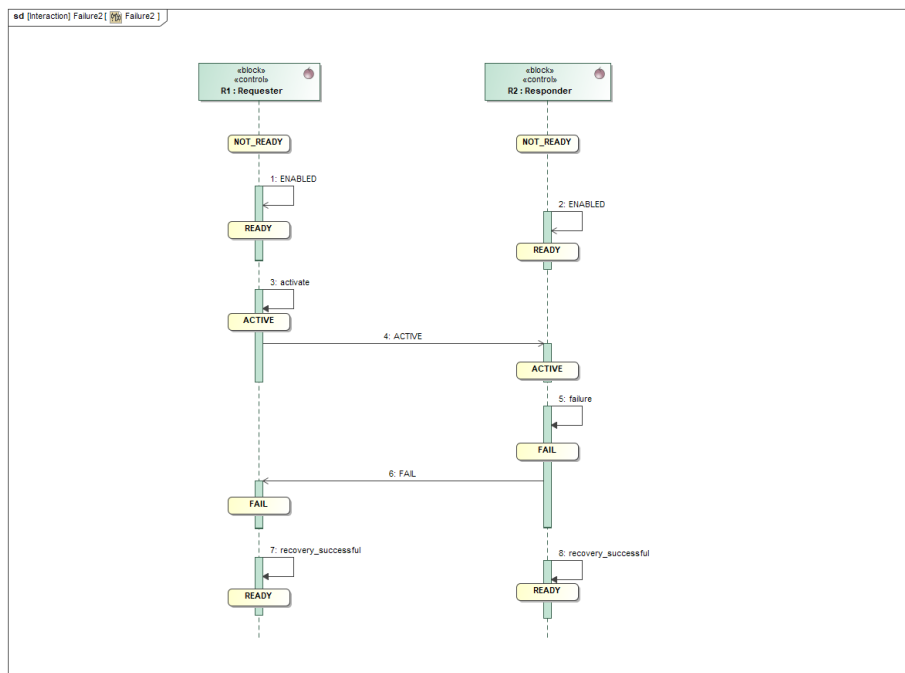 sd [Interaction] Failure2 [ Failure2 ]
«block»
«control»
R1 : Requester
«block»
«control»
R2 : Responder
NOT_READY
NOT_READY
1: ENABLED
2: ENABLED
READY
READY
3: activate
ACTIVE
4: ACTIVE
ACTIVE
5: failure
FAIL
6: FAIL
FAIL
7: recovery_successful
8: recovery_successful
READY
READY